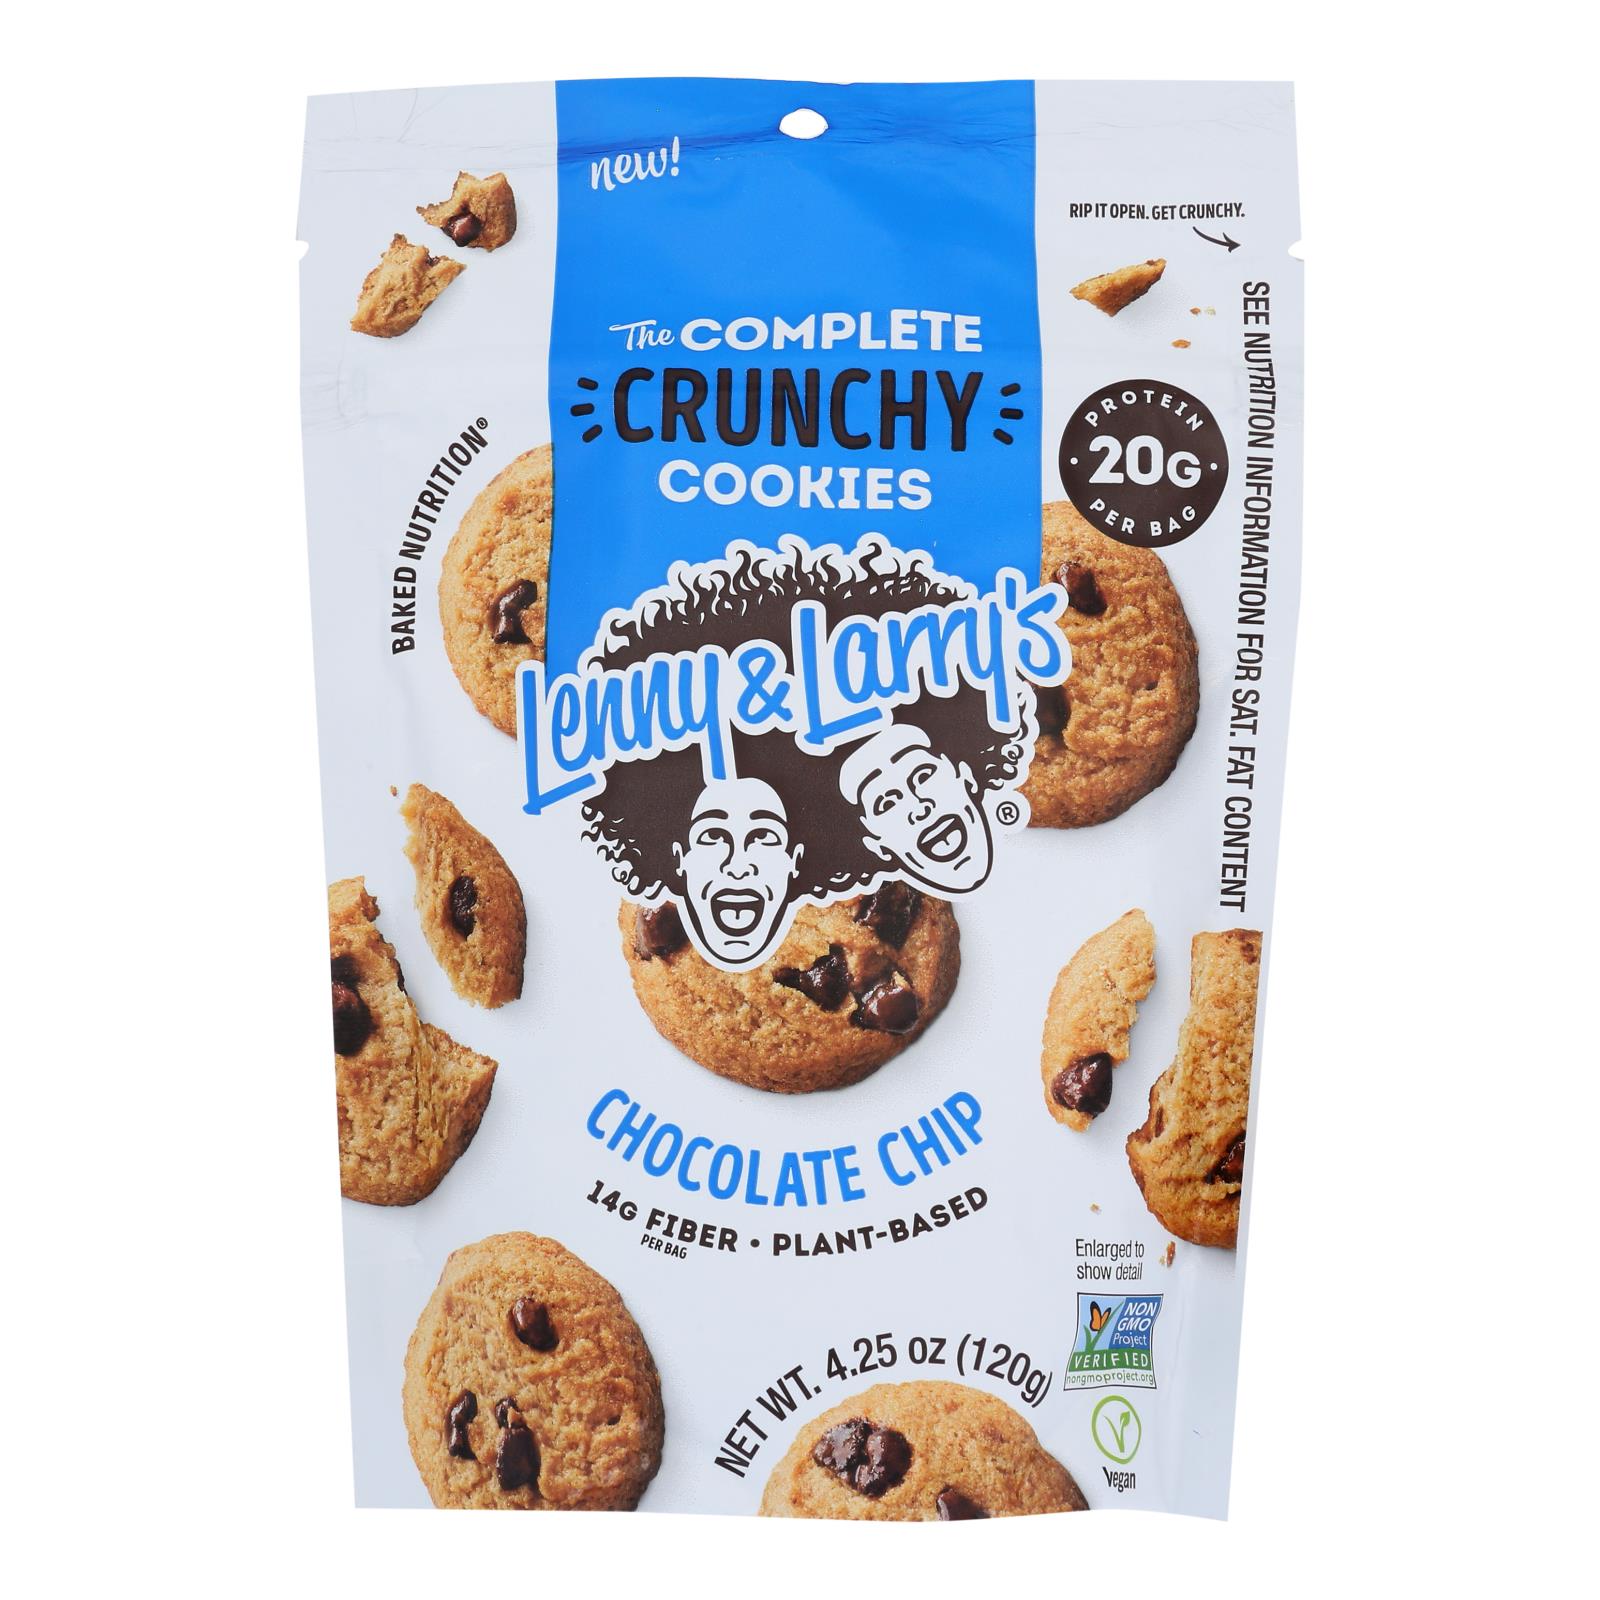 new!
RIP IT OPEN. GET CRUNCHY.
The COMPLETE
CRUNCHY
COOKIES
PROTEIN
20G
PER BAG
BAKED NUTRITION®
SEE NUTRITION INFORMATION FOR SAT. FAT CONTENT
Lenny & Larry's®
CHOCOLATE CHIP
14G FIBER • PLANT-BASED
PER BAG
Enlarged to
show detail
NON
GMO
Project
VERIFIED
nongmoproject.org
NET WT. 4.25 oz (120g)
Vegan